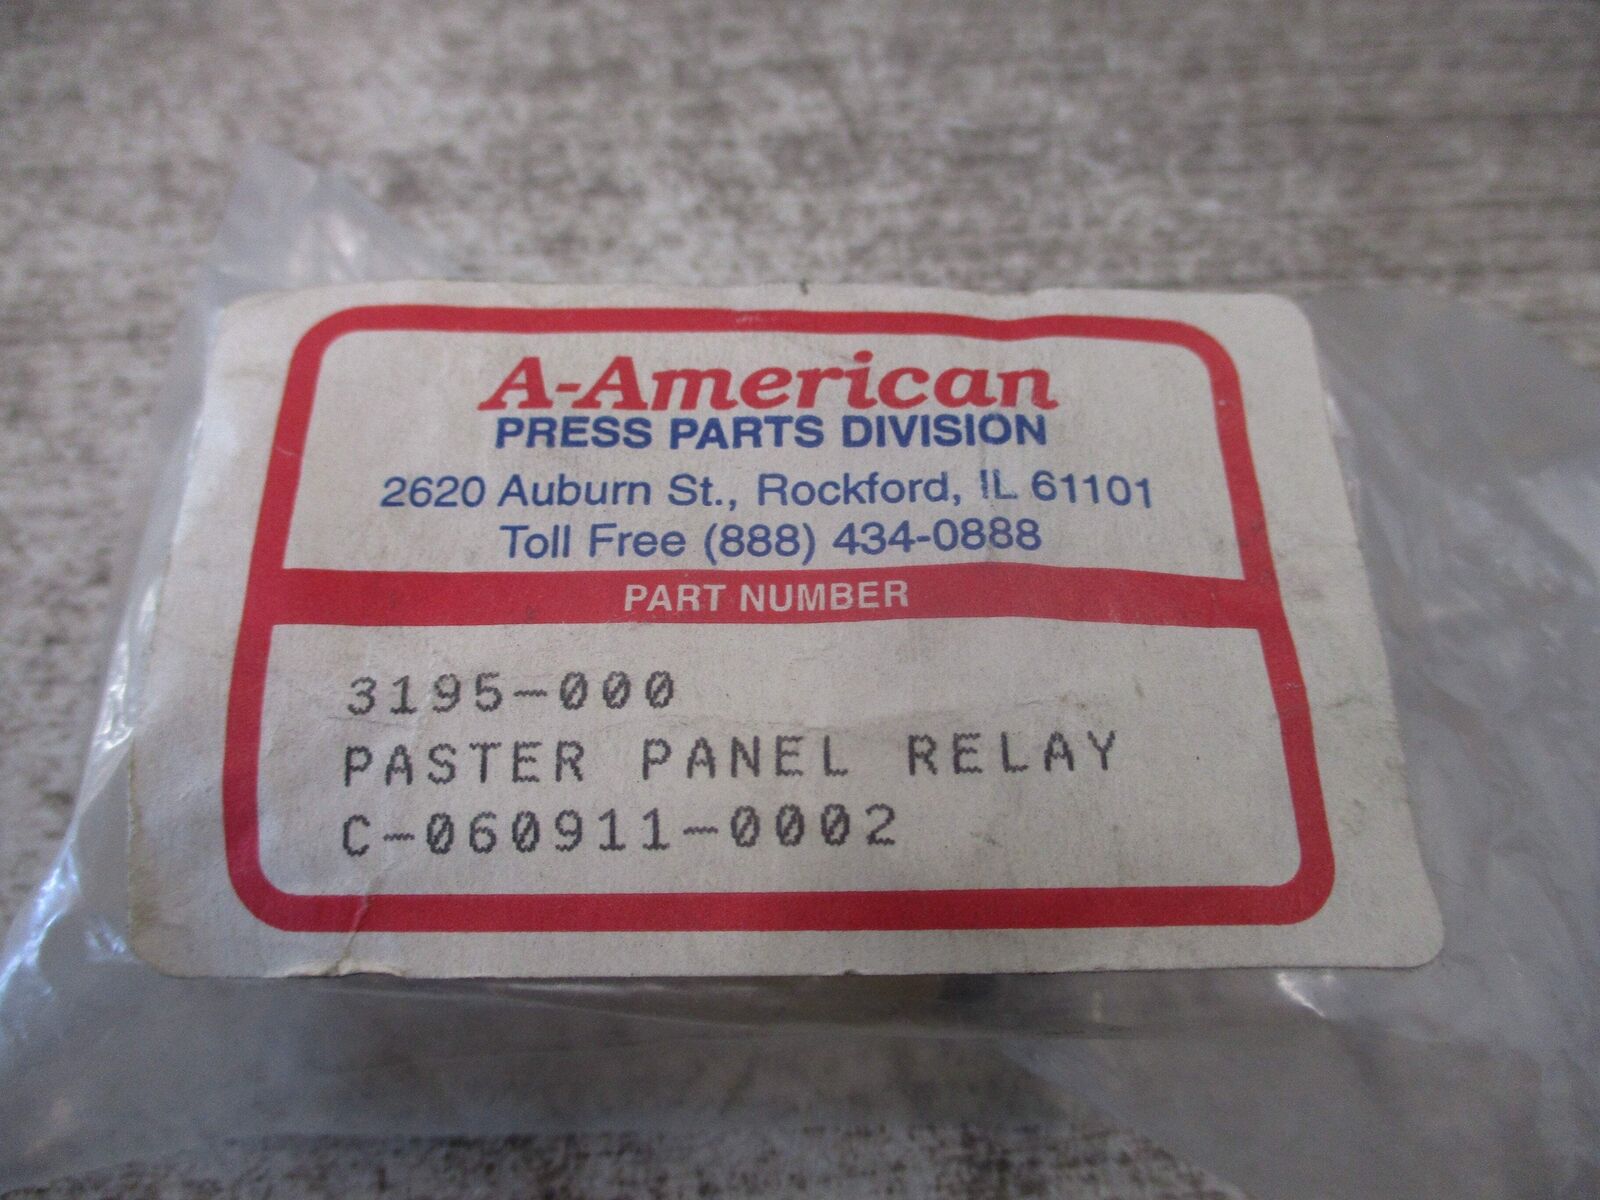 A-American
PRESS PARTS DIVISION
2620 Auburn St., Rockford, IL 61101
Toll Free (888) 434-0888
PART NUMBER
3195-000
PASTER PANEL RELAY
C-060911-0002